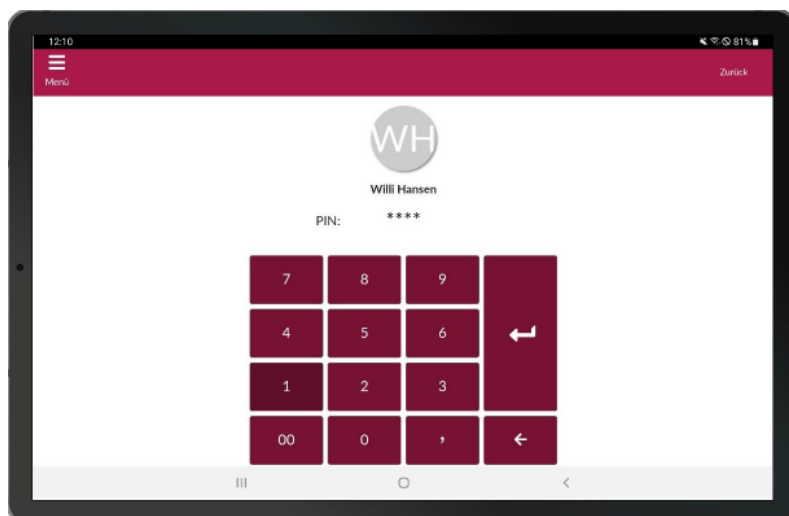 12:10
81%
Menü
Zurück
WH
Willi Hansen
PIN: ****
7 8 9
4 5 6
1 2 3
00 0 ,